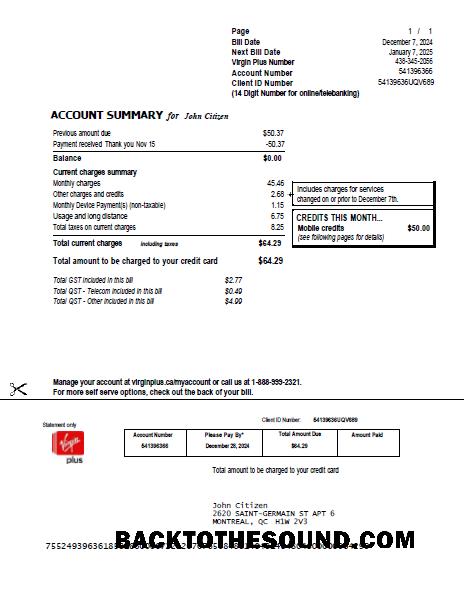 Page 1 / 1
Bill Date December 7, 2024
Next Bill Date January 7, 2025
Virgin Plus Number 438-345-2056
Account Number 541396366
Client ID Number 54139636UQV689
(14 Digit Number for online/telebanking)
ACCOUNT SUMMARY for John Citizen
Previous amount due $50.37
Payment received Thank you Nov 15 -50.37
Balance $0.00
Current charges summary
Monthly charges 45.46
Other charges and credits 2.68
Includes charges for services
changed on or prior to December 7th.
Monthly Device Payment(s) (non-taxable) 1.15
Usage and long distance 6.75
Total taxes on current charges 8.25
CREDITS THIS MONTH...
Mobile credits $50.00
(see following pages for details)
Total current charges including taxes $64.29
Total amount to be charged to your credit card $64.29
Total GST included in this bill $2.77
Total QST - Telecom included in this bill $0.49
Total QST - Other included in this bill $4.99
Manage your account at virginplus.ca/myaccount or call us at 1-888-999-2321.
For more self serve options, check out the back of your bill.
Client ID Number: 54139636UQV689
Statement only
Virgin
plus
Account Number Please Pay By* Total Amount Due Amount Paid
541396366 December 28, 2024 $64.29
Total amount to be charged to your credit card
John Citizen
2620 SAINT-GERMAIN ST APT 6
MONTREAL, QC H1W 2V3
BACKTOTHESOUND.COM